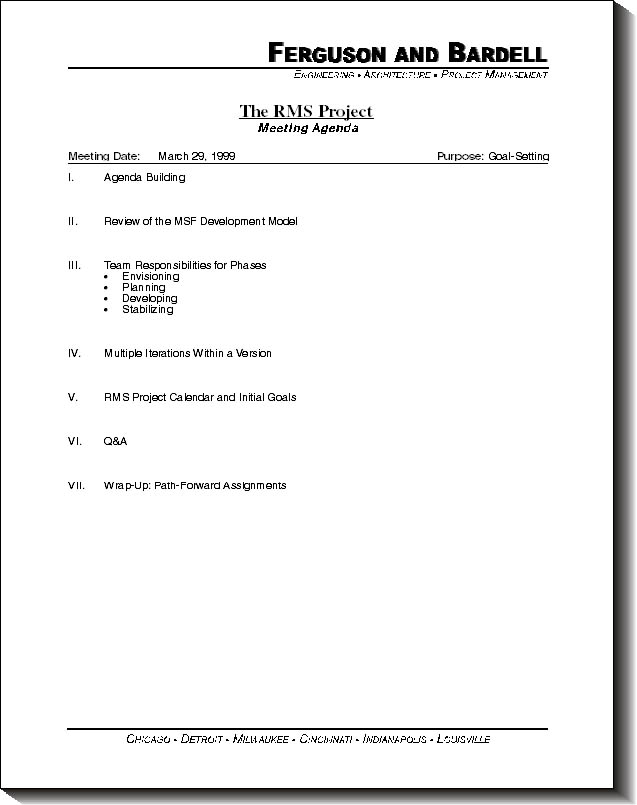 FERGUSON AND BARDELL
ENGINEERING • ARCHITECTURE • PROJECT MANAGEMENT
The RMS Project
Meeting Agenda
Meeting Date: March 29, 1999 Purpose: Goal-Setting
I. Agenda Building
II. Review of the MSF Development Model
III. Team Responsibilities for Phases
• Envisioning
• Planning
• Developing
• Stabilizing
IV. Multiple Iterations Within a Version
V. RMS Project Calendar and Initial Goals
VI. Q&A
VII. Wrap-Up: Path-Forward Assignments
CHICAGO • DETROIT • MILWAUKEE • CINCINNATI • INDIANAPOLIS • LOUISVILLE